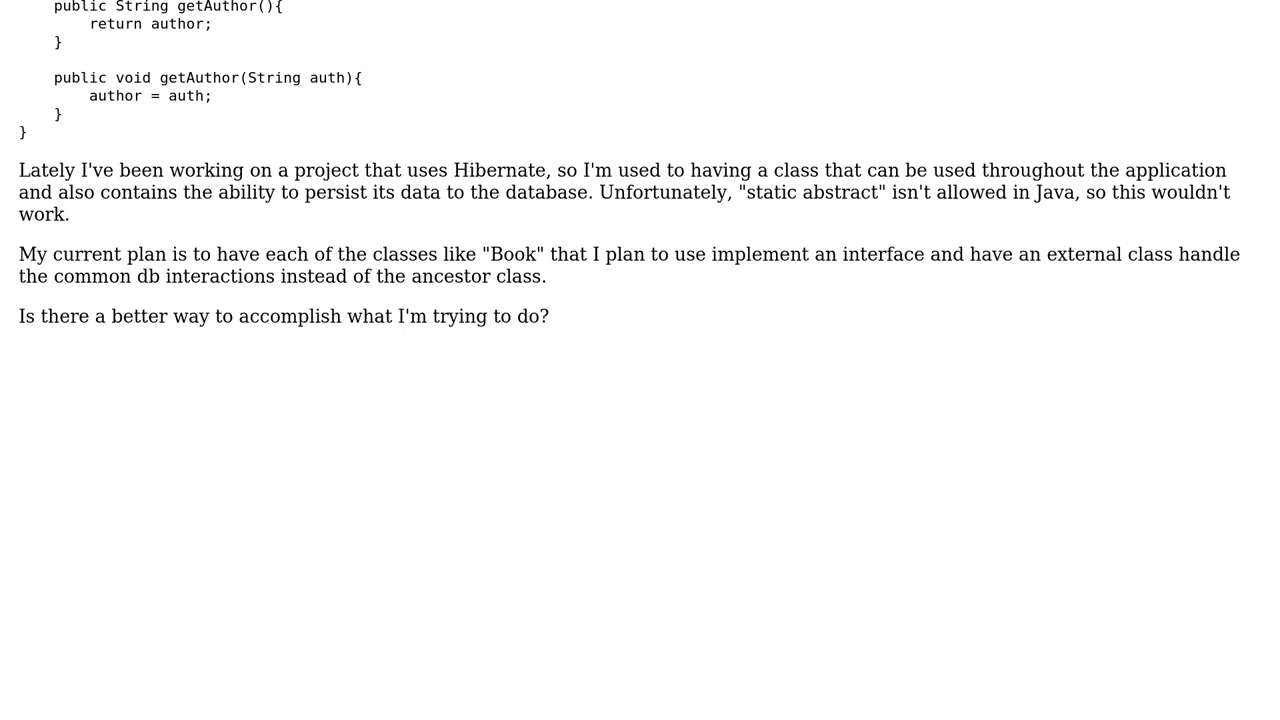 public String getAuthor(){
return author;
}
public void getAuthor(String auth){
author = auth;
}
}
Lately I've been working on a project that uses Hibernate, so I'm used to having a class that can be used throughout the application
and also contains the ability to persist its data to the database. Unfortunately, "static abstract" isn't allowed in Java, so this wouldn't
work.
My current plan is to have each of the classes like "Book" that I plan to use implement an interface and have an external class handle
the common db interactions instead of the ancestor class.
Is there a better way to accomplish what I'm trying to do?